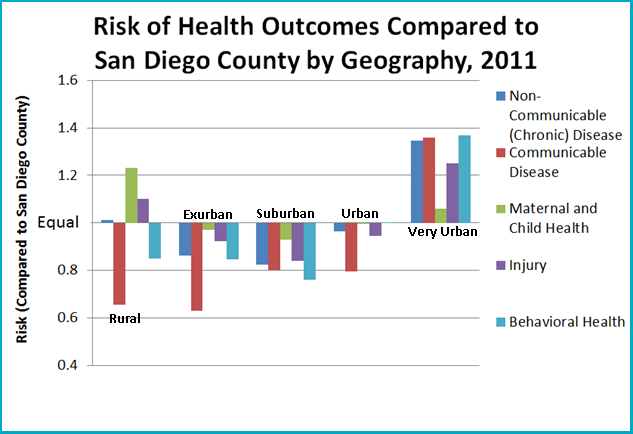 Risk of Health Outcomes Compared to
San Diego County by Geography, 2011
Risk (Compared to San Diego County)
1.6
1.4
1.2
Equal
0.8
0.6
0.4
Rural
Exurban
Suburban
Urban
Very Urban
Non-
Communicable
(Chronic) Disease
Communicable
Disease
Maternal and
Child Health
Injury
Behavioral Health